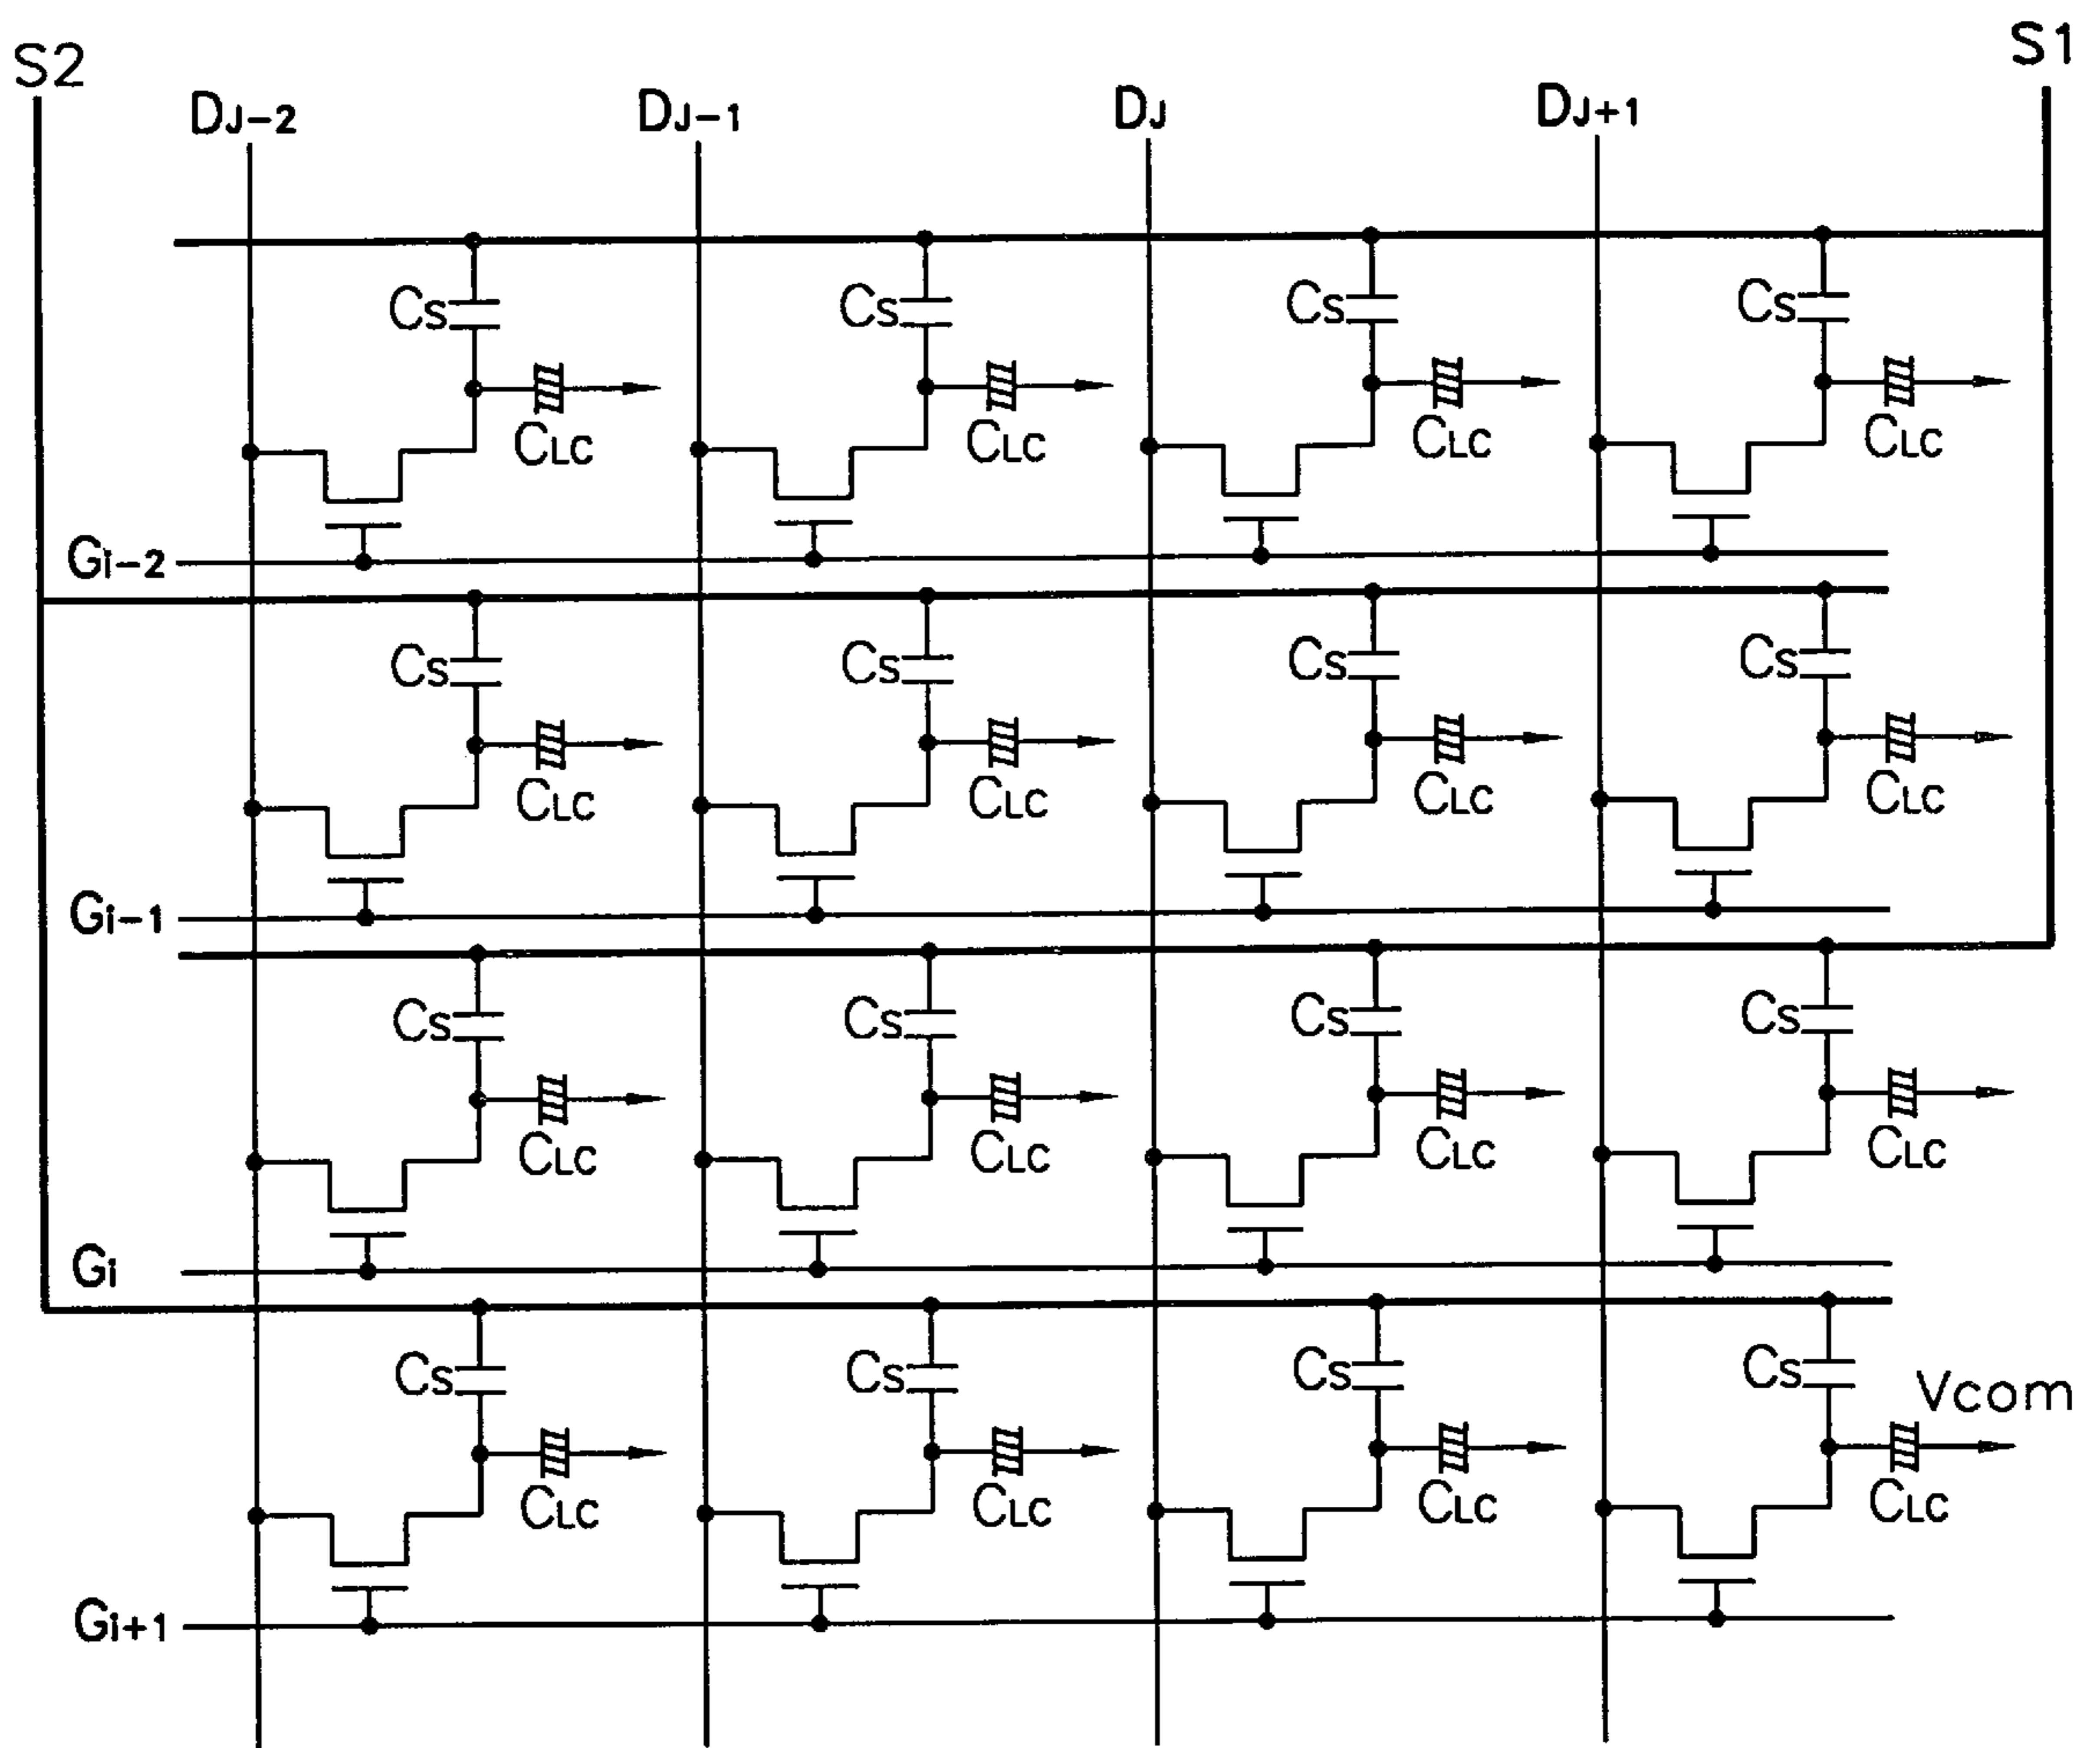 S2 S1
DJ-2 DJ-1 DJ DJ+1
Cs Cs Cs Cs
CLC CLC CLC CLC
Gi-2
Cs Cs Cs Cs
CLC CLC CLC CLC
Gi-1
Cs Cs Cs Cs
CLC CLC CLC CLC
Gi
Cs Cs Cs Cs Vcom
CLC CLC CLC CLC
Gi+1